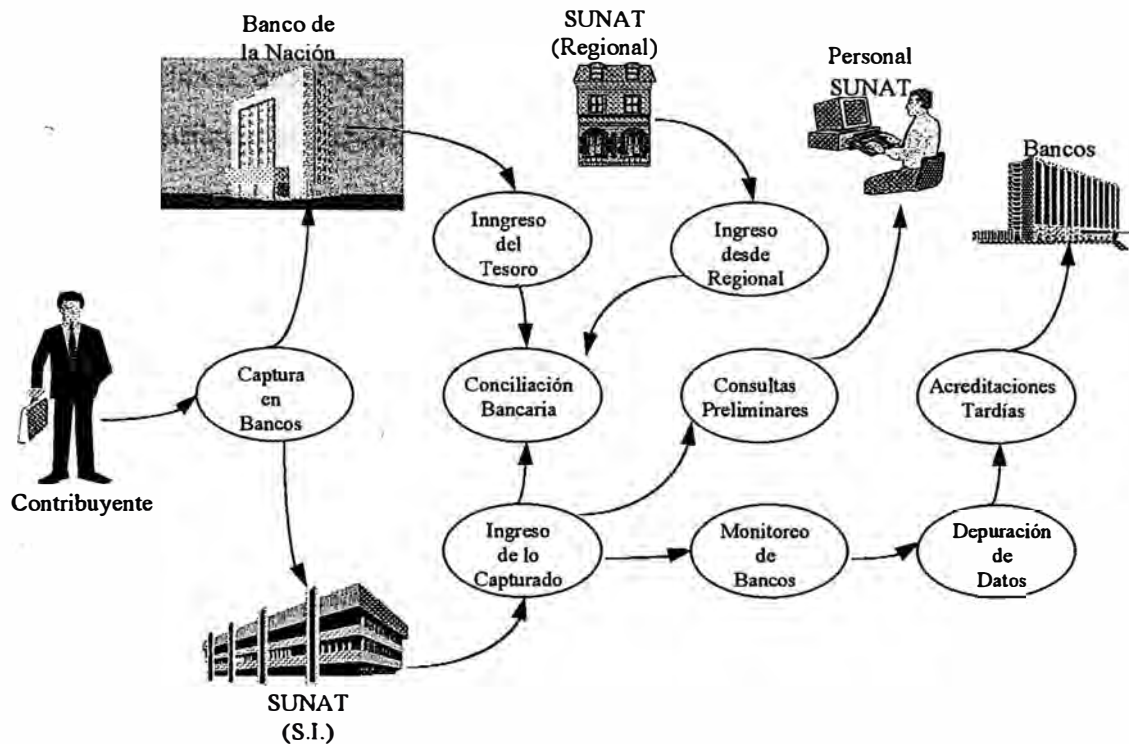 Banco de
la Nación
SUNAT
(Regional)
Personal
SUNAT
Bancos
Inngreso
del
Tesoro
Ingreso
desde
Regional
Captura
en
Bancos
Conciliación
Bancaria
Consultas
Preliminares
Acreditaciones
Tardías
Contribuyente
Ingreso
de lo
Capturado
Monitoreo
de
Bancos
Depuración
de
Datos
SUNAT
(S.I.)